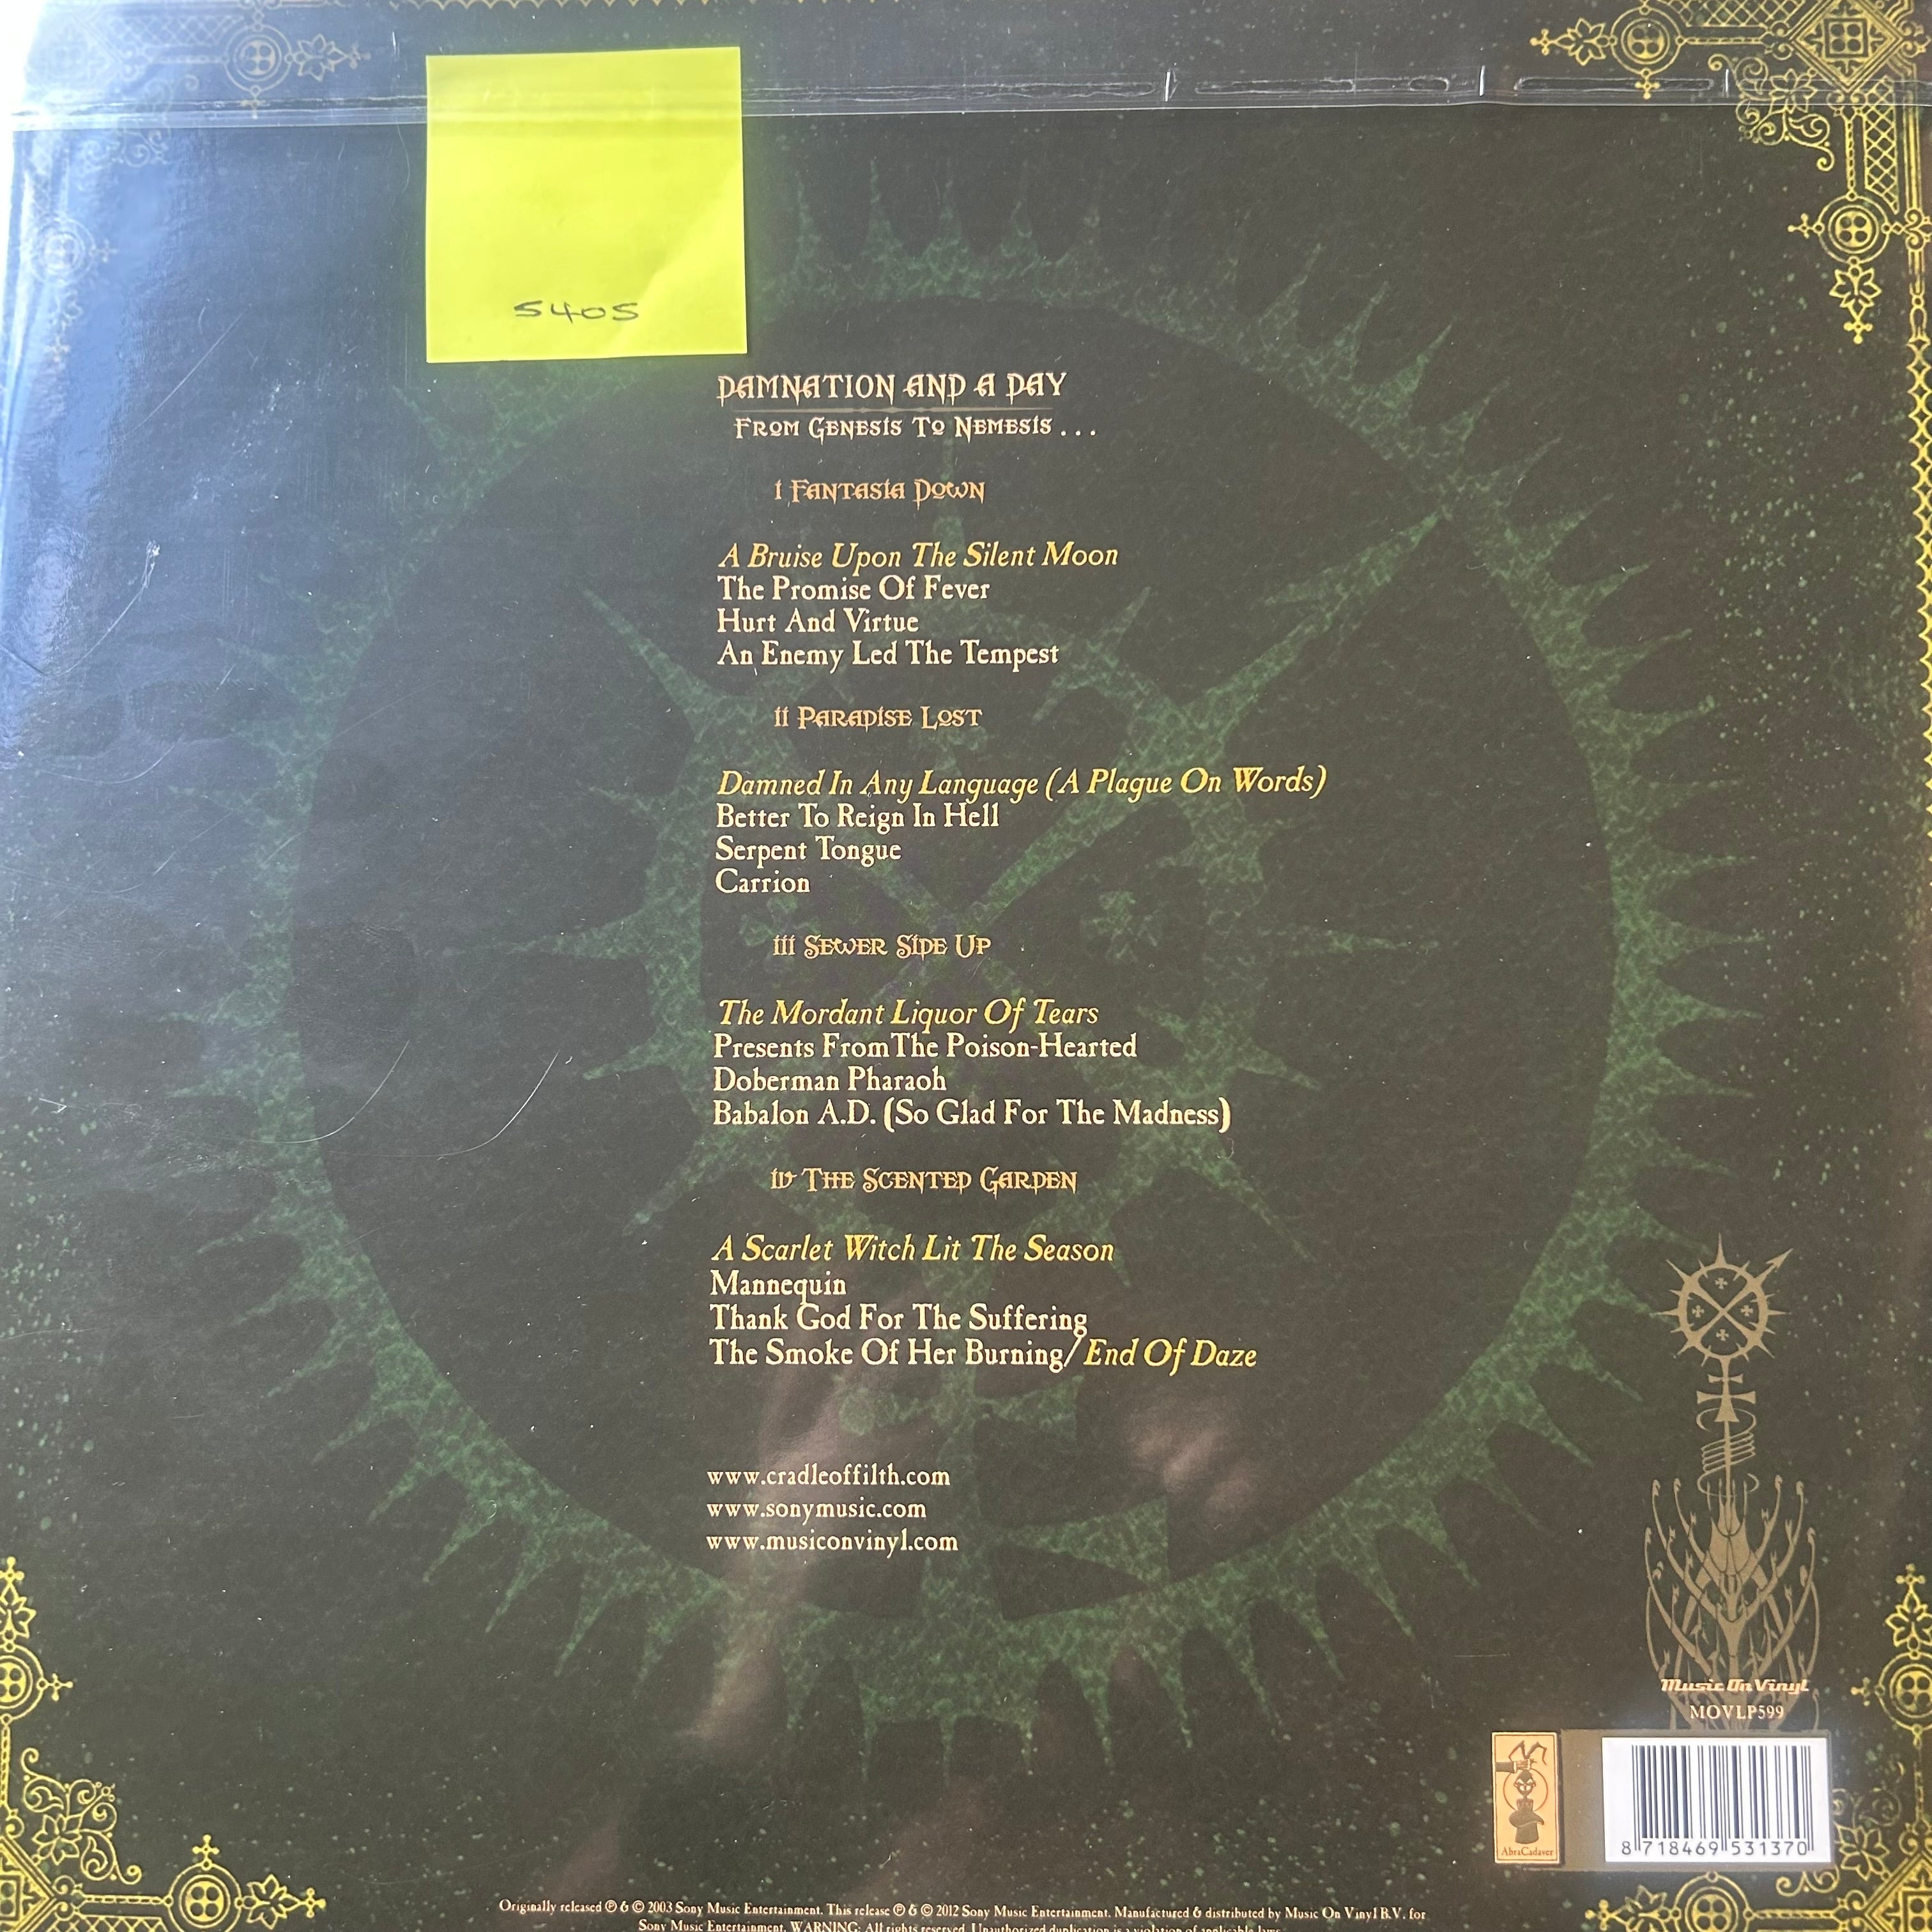 5405
DAMNATION AND A DAY
FROM GENESIS TO NEMESIS...
i FANTASIA DOWN
A Bruise Upon The Silent Moon
The Promise Of Fever
Hurt And Virtue
An Enemy Led The Tempest
ii PARADISE LOST
Damned In Any Language (A Plague On Words)
Better To Reign In Hell
Serpent Tongue
Carrion
iii SEWER SIDE UP
The Mordant Liquor Of Tears
Presents From The Poison-Hearted
Doberman Pharaoh
Babalon A.D. (So Glad For The Madness)
iv THE SCENTED GARDEN
A Scarlet Witch Lit The Season
Mannequin
Thank God For The Suffering
The Smoke Of Her Burning/End Of Daze
www.cradleoffilth.com
www.sonymusic.com
www.musiconvinyl.com
Music On Vinyl
MOVLP599
AbraCadaver
8 718469 531370
Originally released ℗ & © 2003 Sony Music Entertainment. This release ℗ & © 2012 Sony Music Entertainment. Manufactured & distributed by Music On Vinyl B.V. for
Sony Music Entertainment. WARNING: All rights reserved. Unauthorized duplication is a violation of applicable laws.